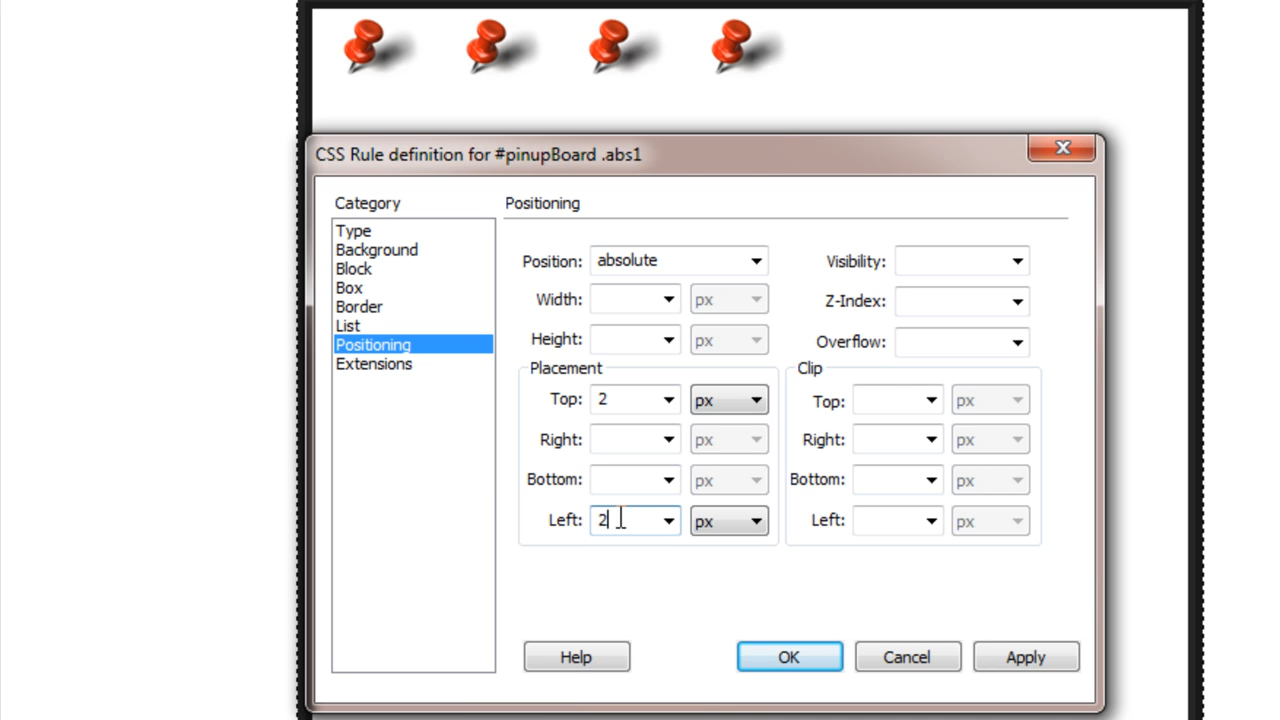 CSS Rule definition for #pinupBoard .abs1
Category
Type
Background
Block
Box
Border
List
Positioning
Extensions
Positioning
Position: absolute
Width: px
Height: px
Visibility:
Z-Index:
Overflow:
Placement
Top: 2 px
Right: px
Bottom: px
Left: 2 px
Clip
Top: px
Right: px
Bottom: px
Left: px
Help OK Cancel Apply